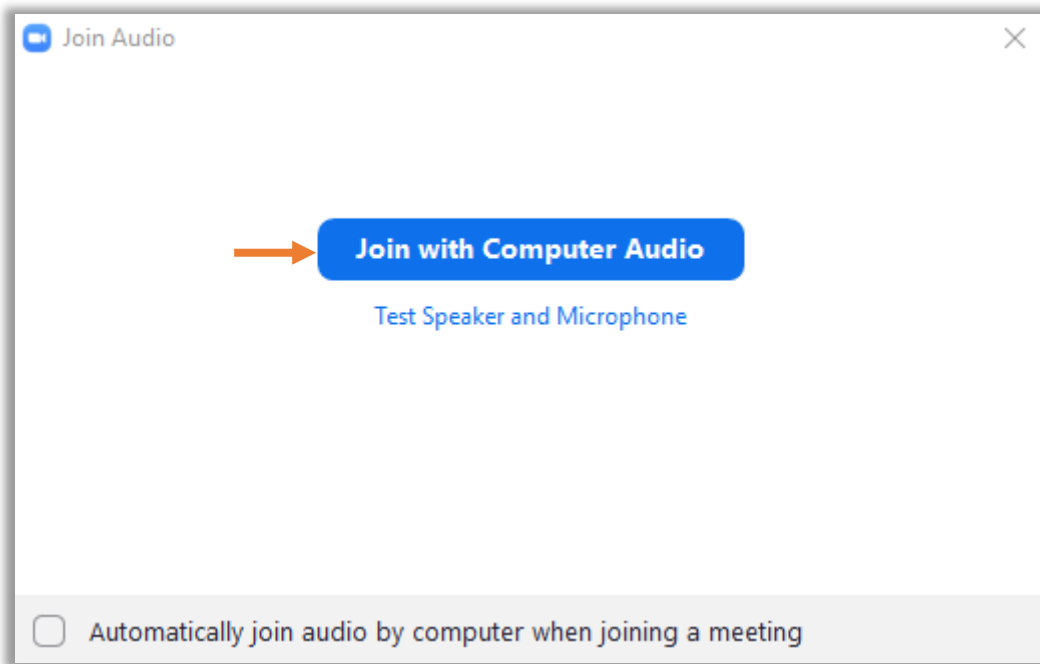 Join Audio
Join with Computer Audio
Test Speaker and Microphone
Automatically join audio by computer when joining a meeting